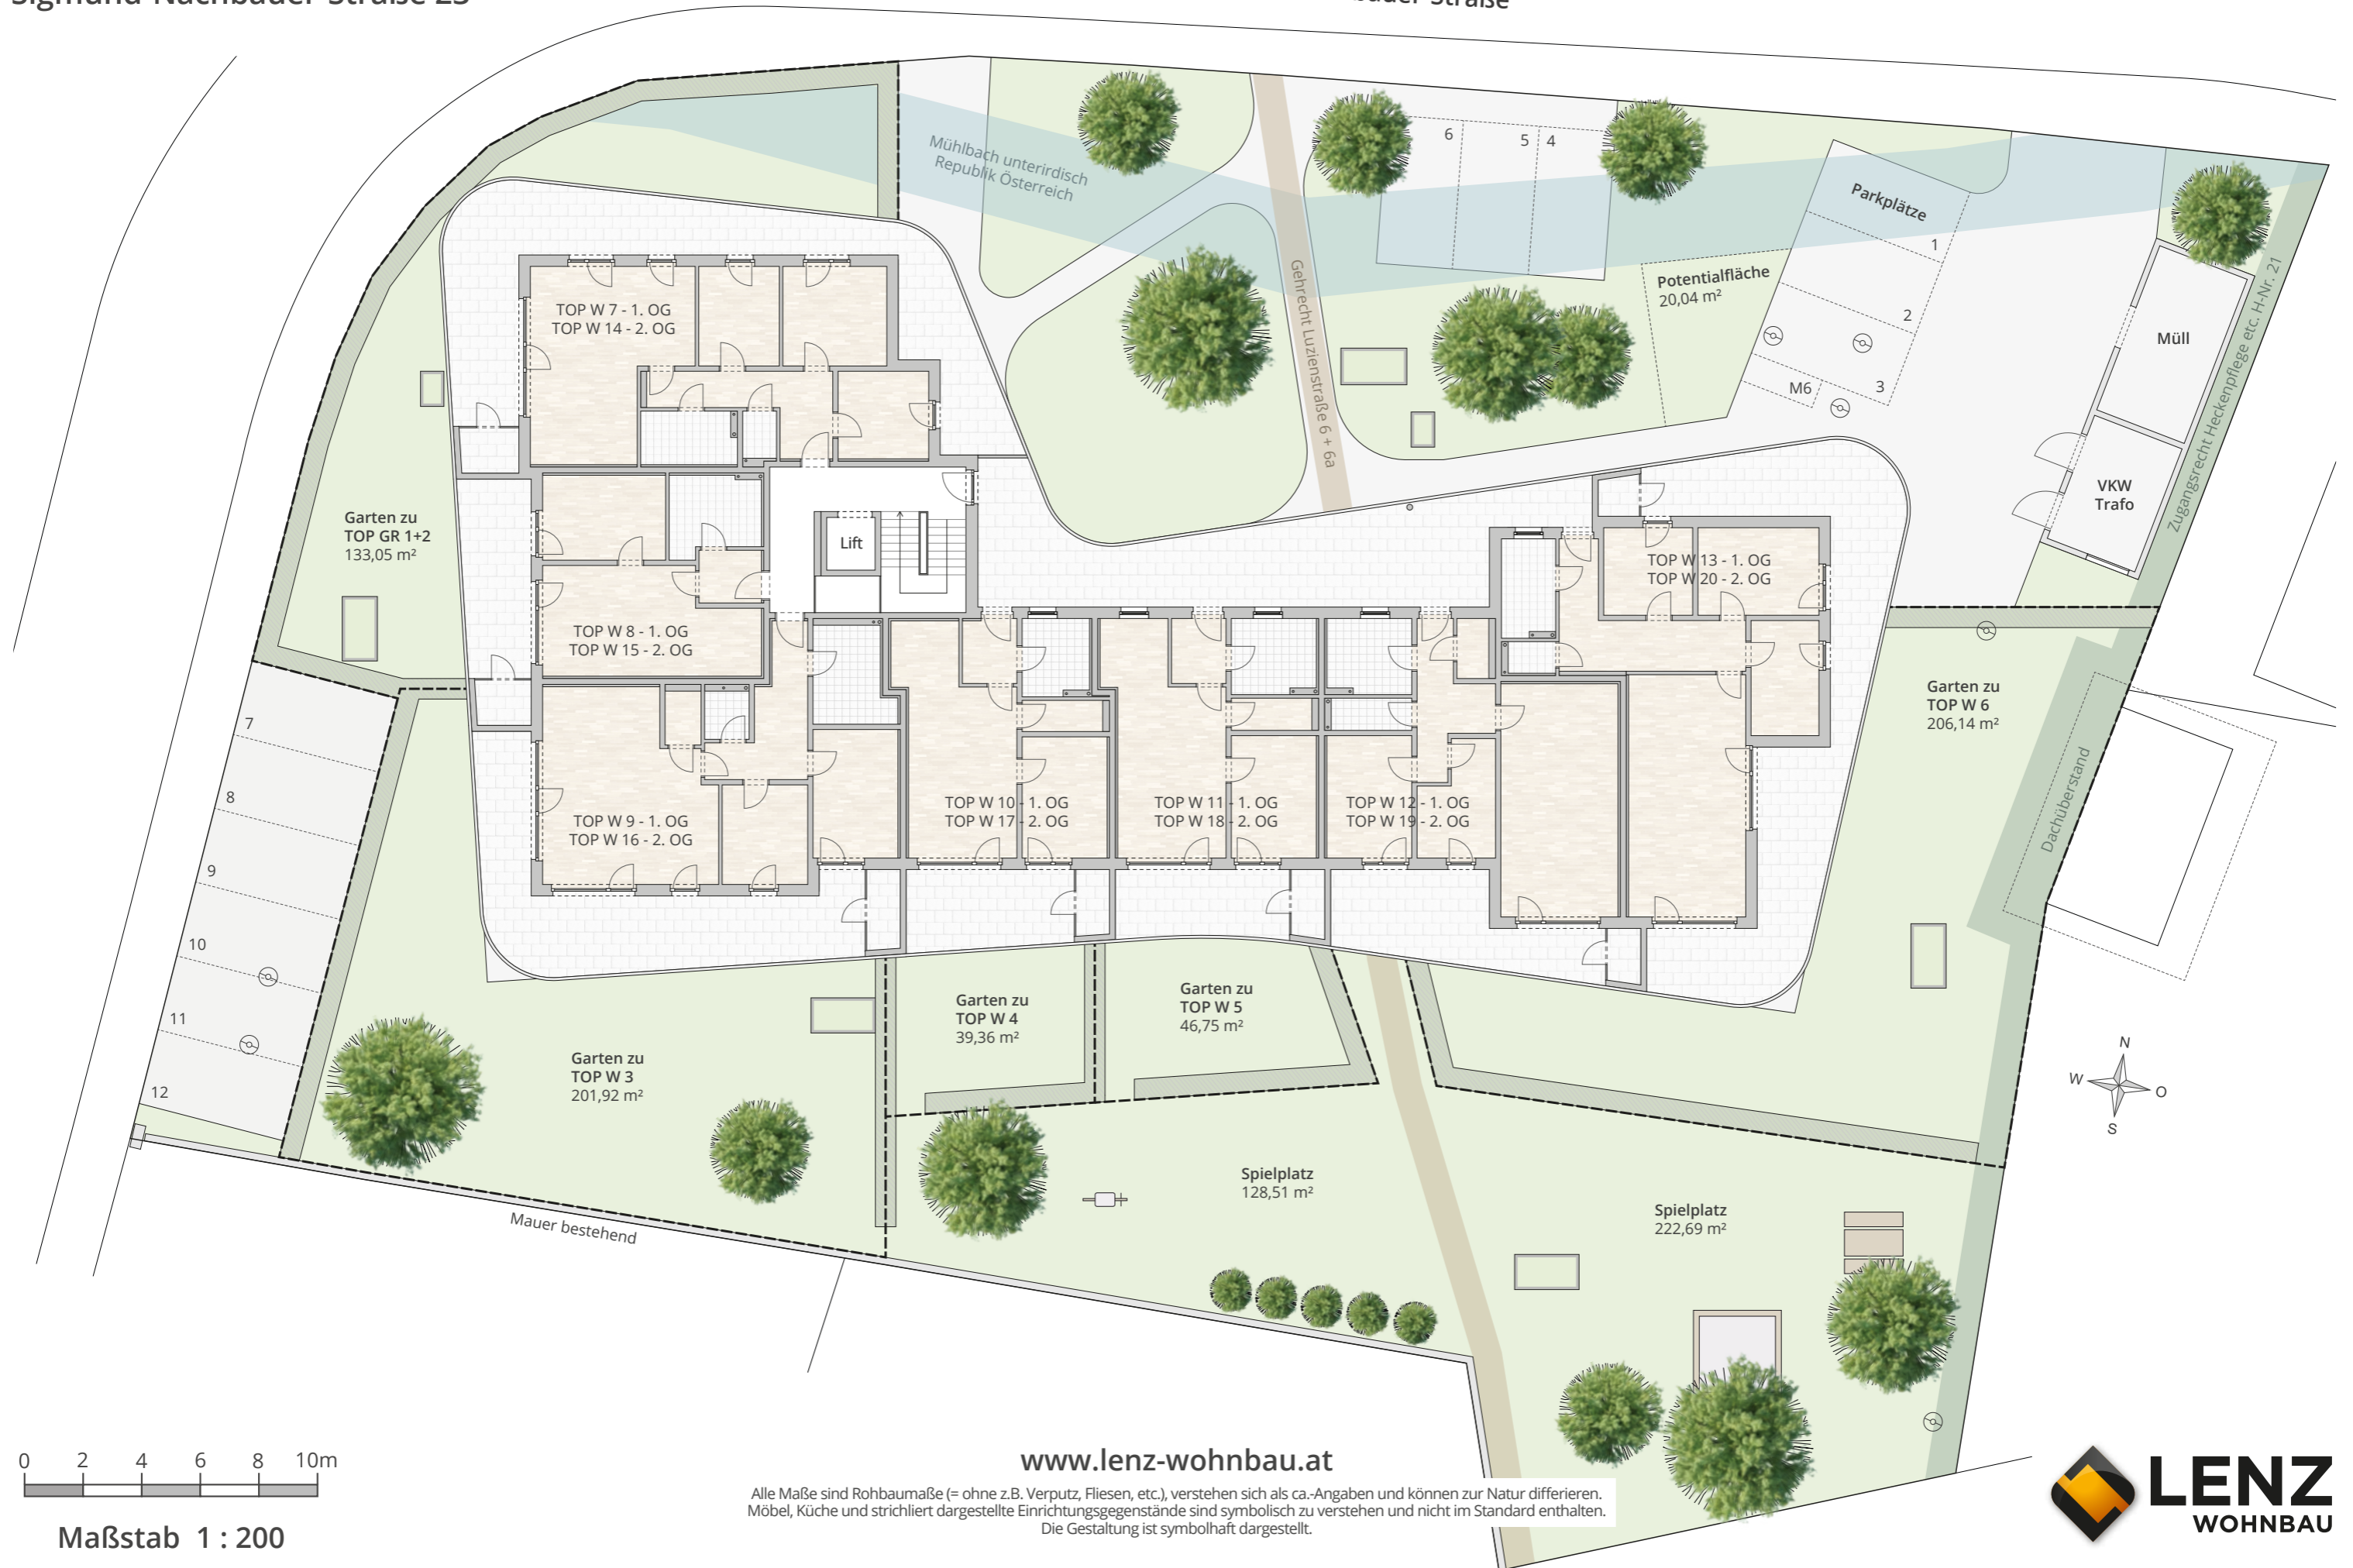 Sigmund-Nachbauer-Straße 23
Straße
Mühlbach unterirdisch
Republik Österreich
6
5
4
Parkplätze
1
2
3
M6
Potentialfläche
20,04 m²
Gehrecht Luzienstraße 6 + 6a
Müll
VKW
Trafo
Zugangsrecht Heckenpflege etc. H-Nr. 21
TOP W 7 - 1. OG
TOP W 14 - 2. OG
Garten zu
TOP GR 1+2
133,05 m²
Lift
TOP W 13 - 1. OG
TOP W 20 - 2. OG
TOP W 8 - 1. OG
TOP W 15 - 2. OG
Garten zu
TOP W 6
206,14 m²
Dachüberstand
7
8
9
10
11
12
TOP W 9 - 1. OG
TOP W 16 - 2. OG
TOP W 10 - 1. OG
TOP W 17 - 2. OG
TOP W 11 - 1. OG
TOP W 18 - 2. OG
TOP W 12 - 1. OG
TOP W 19 - 2. OG
Garten zu
TOP W 3
201,92 m²
Garten zu
TOP W 4
39,36 m²
Garten zu
TOP W 5
46,75 m²
N
W
O
S
Spielplatz
128,51 m²
Spielplatz
222,69 m²
Mauer bestehend
0 2 4 6 8 10m
Maßstab 1 : 200
www.lenz-wohnbau.at
Alle Maße sind Rohbaumaße (= ohne z.B. Verputz, Fliesen, etc.), verstehen sich als ca.-Angaben und können zur Natur differieren.
Möbel, Küche und strichliert dargestellte Einrichtungsgegenstände sind symbolisch zu verstehen und nicht im Standard enthalten.
Die Gestaltung ist symbolhaft dargestellt.
LENZ
WOHNBAU